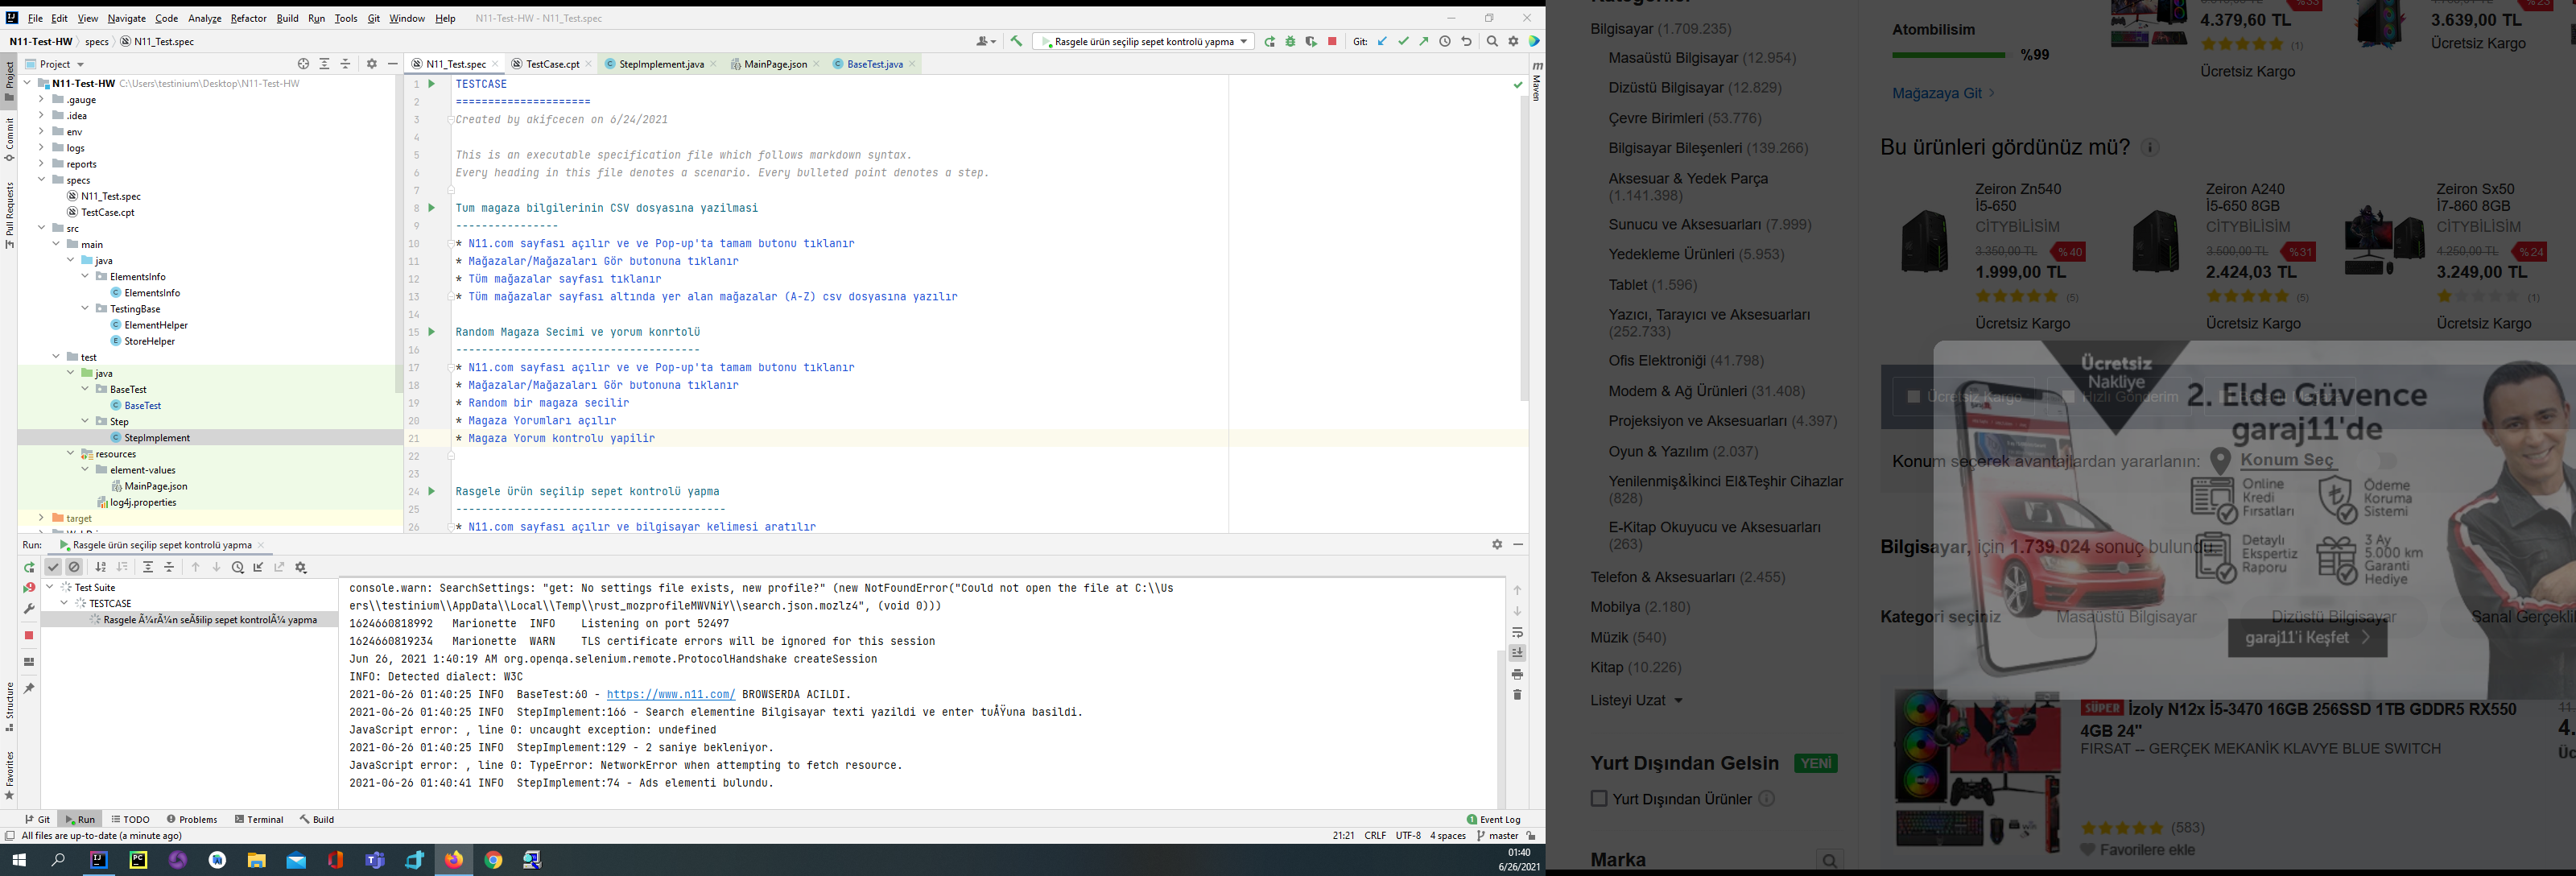 File Edit View Navigate Code Analyze Refactor Build Run Tools Git Window Help N11-Test-HW - N11_Test.spec
N11-Test-HW specs N11_Test.spec
Rasgele ürün seçilip sepet kontrolü yapma
Git:
Project
N11_Test.spec TestCase.cpt StepImplement.java MainPage.json BaseTest.java
Project
Commit
Pull Requests
Structure
Favorites
Maven
N11-Test-HW C:\Users\testinium\Desktop\N11-Test-HW
.gauge
.idea
env
logs
reports
specs
N11_Test.spec
TestCase.cpt
src
main
java
ElementsInfo
ElementsInfo
TestingBase
ElementHelper
StoreHelper
test
java
BaseTest
BaseTest
Step
StepImplement
resources
element-values
MainPage.json
log4j.properties
target
1 TESTCASE
2 =====================
3 Created by akifcecen on 6/24/2021
4
5 This is an executable specification file which follows markdown syntax.
6 Every heading in this file denotes a scenario. Every bulleted point denotes a step.
7
8 Tum magaza bilgilerinin CSV dosyasına yazilmasi
9 ----------------
10 * N11.com sayfası açılır ve ve Pop-up'ta tamam butonu tıklanır
11 * Mağazalar/Mağazaları Gör butonuna tıklanır
12 * Tüm mağazalar sayfası tıklanır
13 * Tüm mağazalar sayfası altında yer alan mağazalar (A-Z) csv dosyasına yazılır
14
15 Random Magaza Secimi ve yorum konrtolü
16 --------------------------------------
17 * N11.com sayfası açılır ve ve Pop-up'ta tamam butonu tıklanır
18 * Mağazalar/Mağazaları Gör butonuna tıklanır
19 * Random bir magaza secilir
20 * Magaza Yorumları açılır
21 * Magaza Yorum kontrolu yapilir
22
23
24 Rasgele ürün seçilip sepet kontrolü yapma
25 ------------------------------------------
26 * N11.com sayfası açılır ve bilgisayar kelimesi aratılır
Run: Rasgele ürün seçilip sepet kontrolü yapma
Test Suite
TESTCASE
Rasgele Ã¼rÃ¼n seÃ§ilip sepet kontrolÃ¼ yapma
console.warn: SearchSettings: "get: No settings file exists, new profile?" (new NotFoundError("Could not open the file at C:\\Us
ers\\testinium\\AppData\\Local\\Temp\\rust_mozprofileMWVNiY\\search.json.mozlz4", (void 0)))
1624660818992 Marionette INFO Listening on port 52497
1624660819234 Marionette WARN TLS certificate errors will be ignored for this session
Jun 26, 2021 1:40:19 AM org.openqa.selenium.remote.ProtocolHandshake createSession
INFO: Detected dialect: W3C
2021-06-26 01:40:25 INFO BaseTest:60 - https://www.n11.com/ BROWSERDA ACILDI.
2021-06-26 01:40:25 INFO StepImplement:166 - Search elementine Bilgisayar texti yazildi ve enter tuÅŸuna basildi.
JavaScript error: , line 0: uncaught exception: undefined
2021-06-26 01:40:25 INFO StepImplement:129 - 2 saniye bekleniyor.
JavaScript error: , line 0: TypeError: NetworkError when attempting to fetch resource.
2021-06-26 01:40:41 INFO StepImplement:74 - Ads elementi bulundu.
Git Run TODO Problems Terminal Build Event Log
All files are up-to-date (a minute ago) 21:21 CRLF UTF-8 4 spaces master
01:40
6/26/2021
Bilgisayar (1.709.235)
Masaüstü Bilgisayar (12.954)
Dizüstü Bilgisayar (12.829)
Çevre Birimleri (53.776)
Bilgisayar Bileşenleri (139.266)
Aksesuar & Yedek Parça
(1.141.398)
Sunucu ve Aksesuarları (7.999)
Yedekleme Ürünleri (5.953)
Tablet (1.596)
Yazıcı, Tarayıcı ve Aksesuarları
(252.733)
Ofis Elektroniği (41.798)
Modem & Ağ Ürünleri (31.408)
Projeksiyon ve Aksesuarları (4.397)
Oyun & Yazılım (2.037)
Yenilenmiş&İkinci El&Teşhir Cihazlar
(828)
E-Kitap Okuyucu ve Aksesuarları
(263)
Telefon & Aksesuarları (2.455)
Mobilya (2.180)
Müzik (540)
Kitap (10.226)
Listeyi Uzat
Yurt Dışından Gelsin YENİ
Yurt Dışından Ürünler
Marka
Atombilisim
%99
Mağazaya Git
4.379,60 TL
(1)
Ücretsiz Kargo
3.639,00 TL
Ücretsiz Kargo
Bu ürünleri gördünüz mü?
Zeiron Zn540
İ5-650
CİTYBİLİSİM
3.350,00 TL %40
1.999,00 TL
(5)
Ücretsiz Kargo
Zeiron A240
İ5-650 8GB
CİTYBİLİSİM
3.500,00 TL %31
2.424,03 TL
(5)
Ücretsiz Kargo
Zeiron Sx50
İ7-860 8GB
CİTYBİLİSİM
4.250,00 TL %24
3.249,00 TL
(1)
Ücretsiz Kargo
Ücretsiz
Nakliye
2. Elde Güvence
garaj11'de
Ücretsiz Kargo
Hızlı Gönderim
Konum seçerek avantajlardan yararlanın: Konum Seç
Online
Kredi
Fırsatları
Ödeme
Koruma
Sistemi
Detaylı
Ekspertiz
Raporu
3 Ay
5.000 km
Garanti
Hediye
Bilgisayar, için 1.739.024 sonuç bulundu
Kategori seçiniz Masaüstü Bilgisayar Dizüstü Bilgisayar
garaj11'i Keşfet
SÜPER İzoly N12x İ5-3470 16GB 256SSD 1TB GDDR5 RX550
4GB 24"
FIRSAT -- GERÇEK MEKANİK KLAVYE BLUE SWITCH
(583)
Favorilere ekle